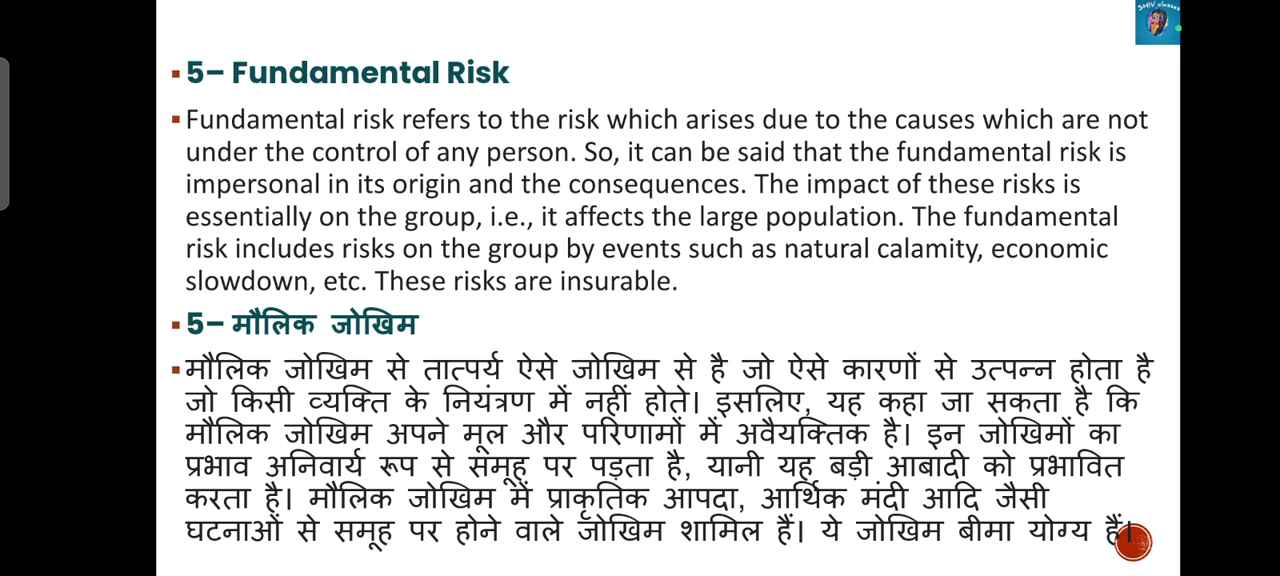 SHIV classes
5– Fundamental Risk
Fundamental risk refers to the risk which arises due to the causes which are not
under the control of any person. So, it can be said that the fundamental risk is
impersonal in its origin and the consequences. The impact of these risks is
essentially on the group, i.e., it affects the large population. The fundamental
risk includes risks on the group by events such as natural calamity, economic
slowdown, etc. These risks are insurable.
5– मौलिक जोखिम
मौलिक जोखिम से तात्पर्य ऐसे जोखिम से है जो ऐसे कारणों से उत्पन्न होता है
जो किसी व्यक्ति के नियंत्रण में नहीं होते। इसलिए, यह कहा जा सकता है कि
मौलिक जोखिम अपने मूल और परिणामों में अवैयक्तिक है। इन जोखिमों का
प्रभाव अनिवार्य रूप से समूह पर पड़ता है, यानी यह बड़ी आबादी को प्रभावित
करता है। मौलिक जोखिम में प्राकृतिक आपदा, आर्थिक मंदी आदि जैसी
घटनाओं से समूह पर होने वाले जोखिम शामिल हैं। ये जोखिम बीमा योग्य हैं।